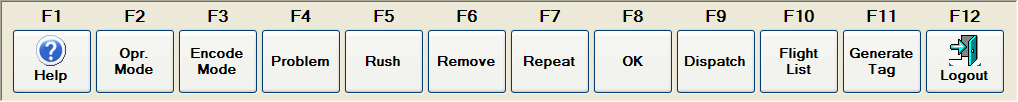 F1 F2 F3 F4 F5 F6 F7 F8 F9 F10 F11 F12
Help
Opr.
Mode
Encode
Mode
Problem
Rush
Remove
Repeat
OK
Dispatch
Flight
List
Generate
Tag
Logout